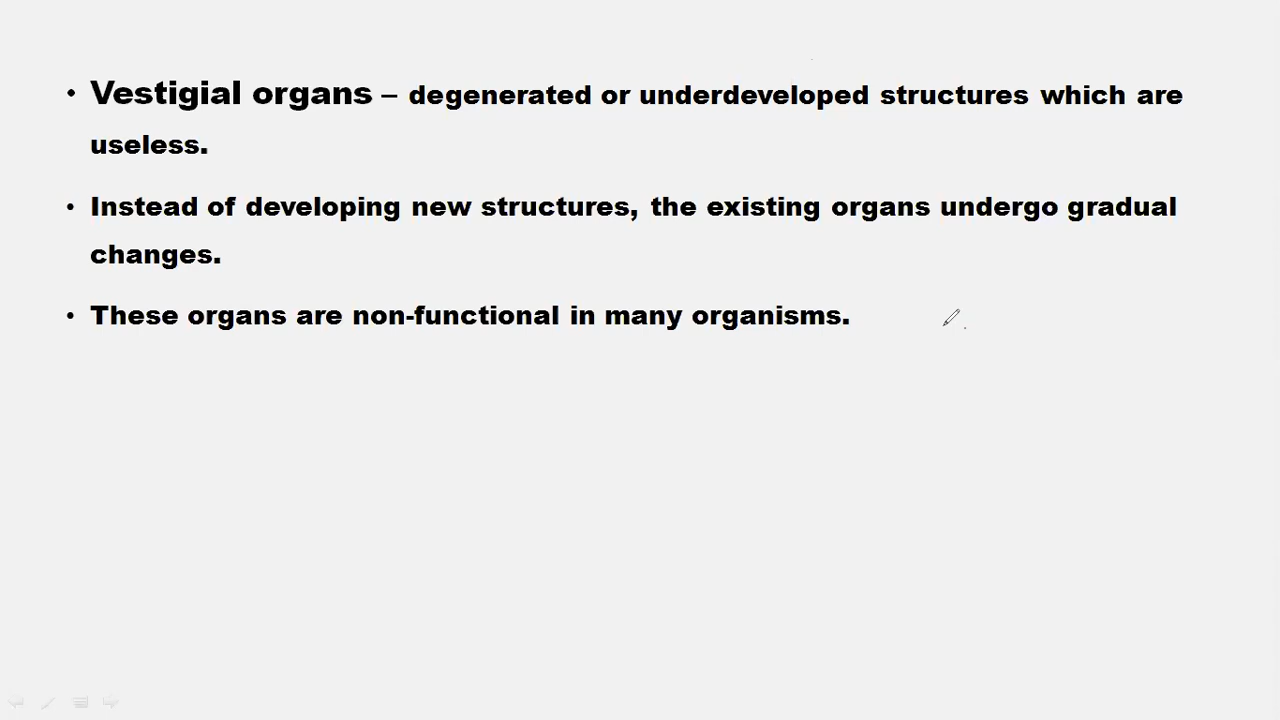 • Vestigial organs – degenerated or underdeveloped structures which are
useless.
• Instead of developing new structures, the existing organs undergo gradual
changes.
• These organs are non-functional in many organisms.